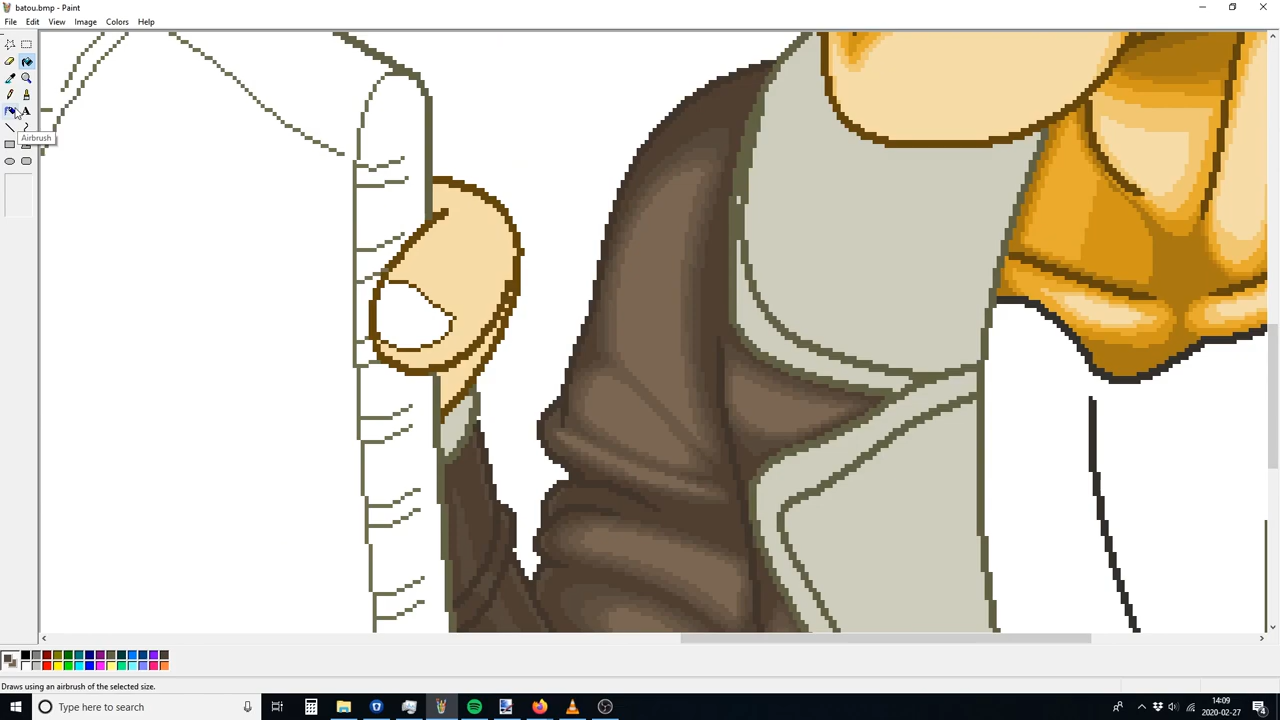 batou.bmp - Paint
File Edit View Image Colors Help
A
Airbrush
Draws using an airbrush of the selected size.
Type here to search
14:09
2020-02-27